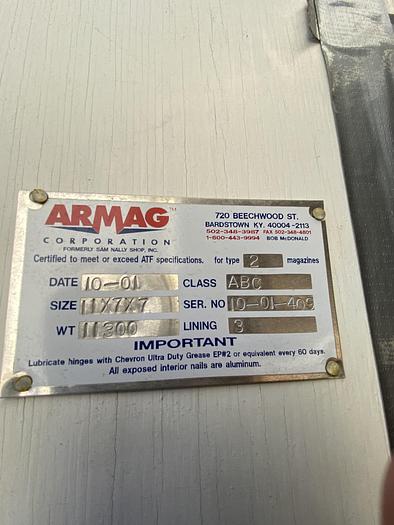 ARMAG™
CORPORATION
FORMERLY SAM NALLY SHOP, INC.
720 BEECHWOOD ST.
BARDSTOWN KY. 40004-2113
502-348-3987 FAX 502-348-4801
1-800-443-9994 BOB McDONALD
Certified to meet or exceed ATF specifications. for type 2 magazines
DATE 10-01 CLASS ABC
SIZE 11X7X7 SER. NO 10-01-409
WT 11200 LINING 3
IMPORTANT
Lubricate hinges with Chevron Ultra Duty Grease EP#2 or equivalent every 60 days.
All exposed interior nails are aluminum.